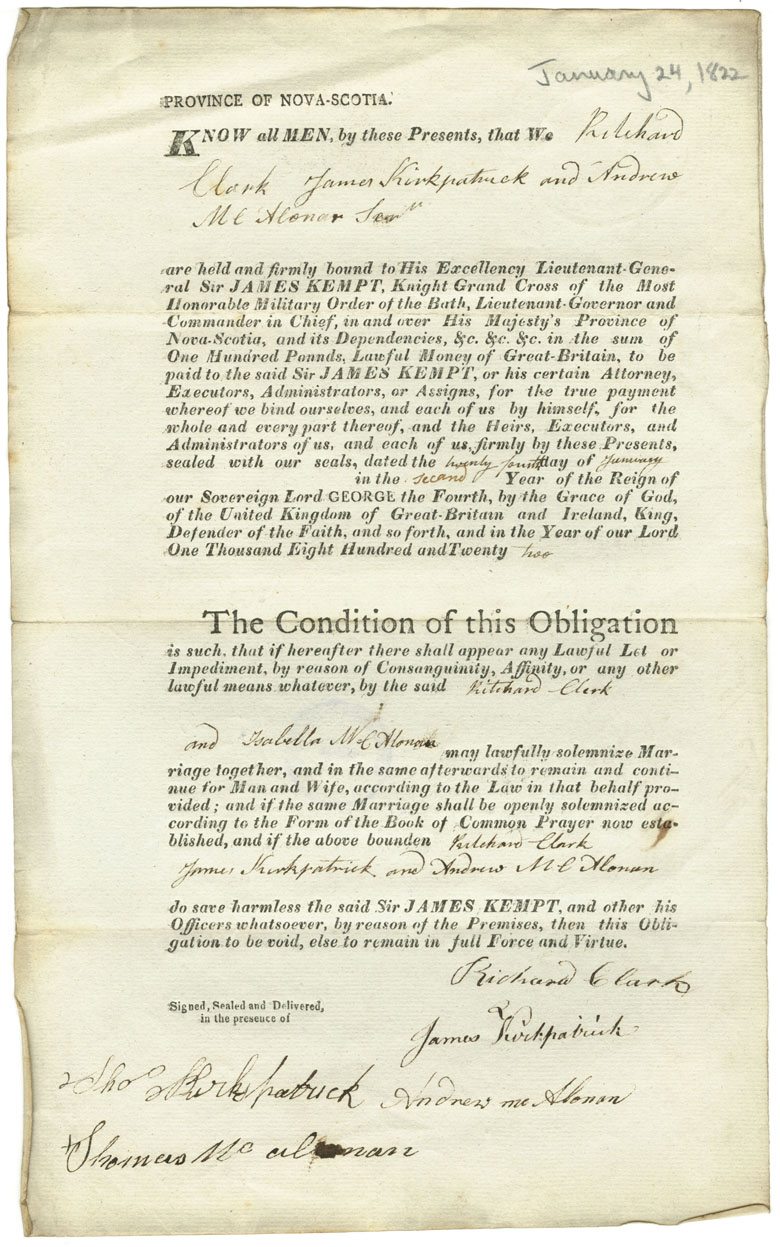 January 24, 1822
PROVINCE OF NOVA-SCOTIA.
KNOW all MEN, by these Presents, that We Ritchard
Clark James Kirkpatrick and Andrew
Mc Alonan Senr
are held and firmly bound to His Excellency Lieutenant-Gene-
ral Sir JAMES KEMPT, Knight Grand Cross of the Most
Honorable Military Order of the Bath, Lieutenant-Governor and
Commander in Chief, in and over His Majesty's Province of
Nova-Scotia, and its Dependencies, &c. &c. &c. in the sum of
One Hundred Ponnds, Lawful Money of Great-Britain, to be
paid to the said Sir JAMES KEMPT, or his certain Attorney,
Executors, Administrators, or Assigns, for the true payment
whereof we bind ourselves, and each of us by himself, for the
whole and every part thereof, and the Heirs, Executors, and
Administrators of us, and each of us, firmly by these Presents,
sealed with our seals, dated the twenty fourth day of January
in the second Year of the Reign of
our Sovereign Lord GEORGE the Fourth, by the Grace of God,
of the United Kingdom of Great-Britain and Ireland, King,
Defender of the Faith, and so forth, and in the Year of our Lord
One Thousand Eight Hundred and Twenty two
The Condition of this Obligation
is such, that if hereafter there shall appear any Lawful Let or
Impediment, by reason of Consanguinity, Affinity, or any other
lawful means whatever, by the said Ritchard Clerk
and Isabella Mc Alonan may lawfully solemnize Mar-
riage together, and in the same afterwards to remain and conti-
nue for Man and Wife, according to the Law in that behalf pro-
vided; and if the same Marriage shall be openly solemnized ac-
cording to the Form of the Book of Common Prayer now esta-
blished, and if the above bounden Ritchard Clark
James Kirkpatrick and Andrew Mc Alonan
do save harmless the said Sir JAMES KEMPT, and other his
Officers whatsoever, by reason of the Premises, then this Obli-
gation to be void, else to remain in full Force and Virtue.
Richard Clark
Signed, Sealed and Delivered,
in the presence of
James Kirkpatrick
Thos Kirkpatrick
Andrew mc Alonan
Thomas Mc alonan